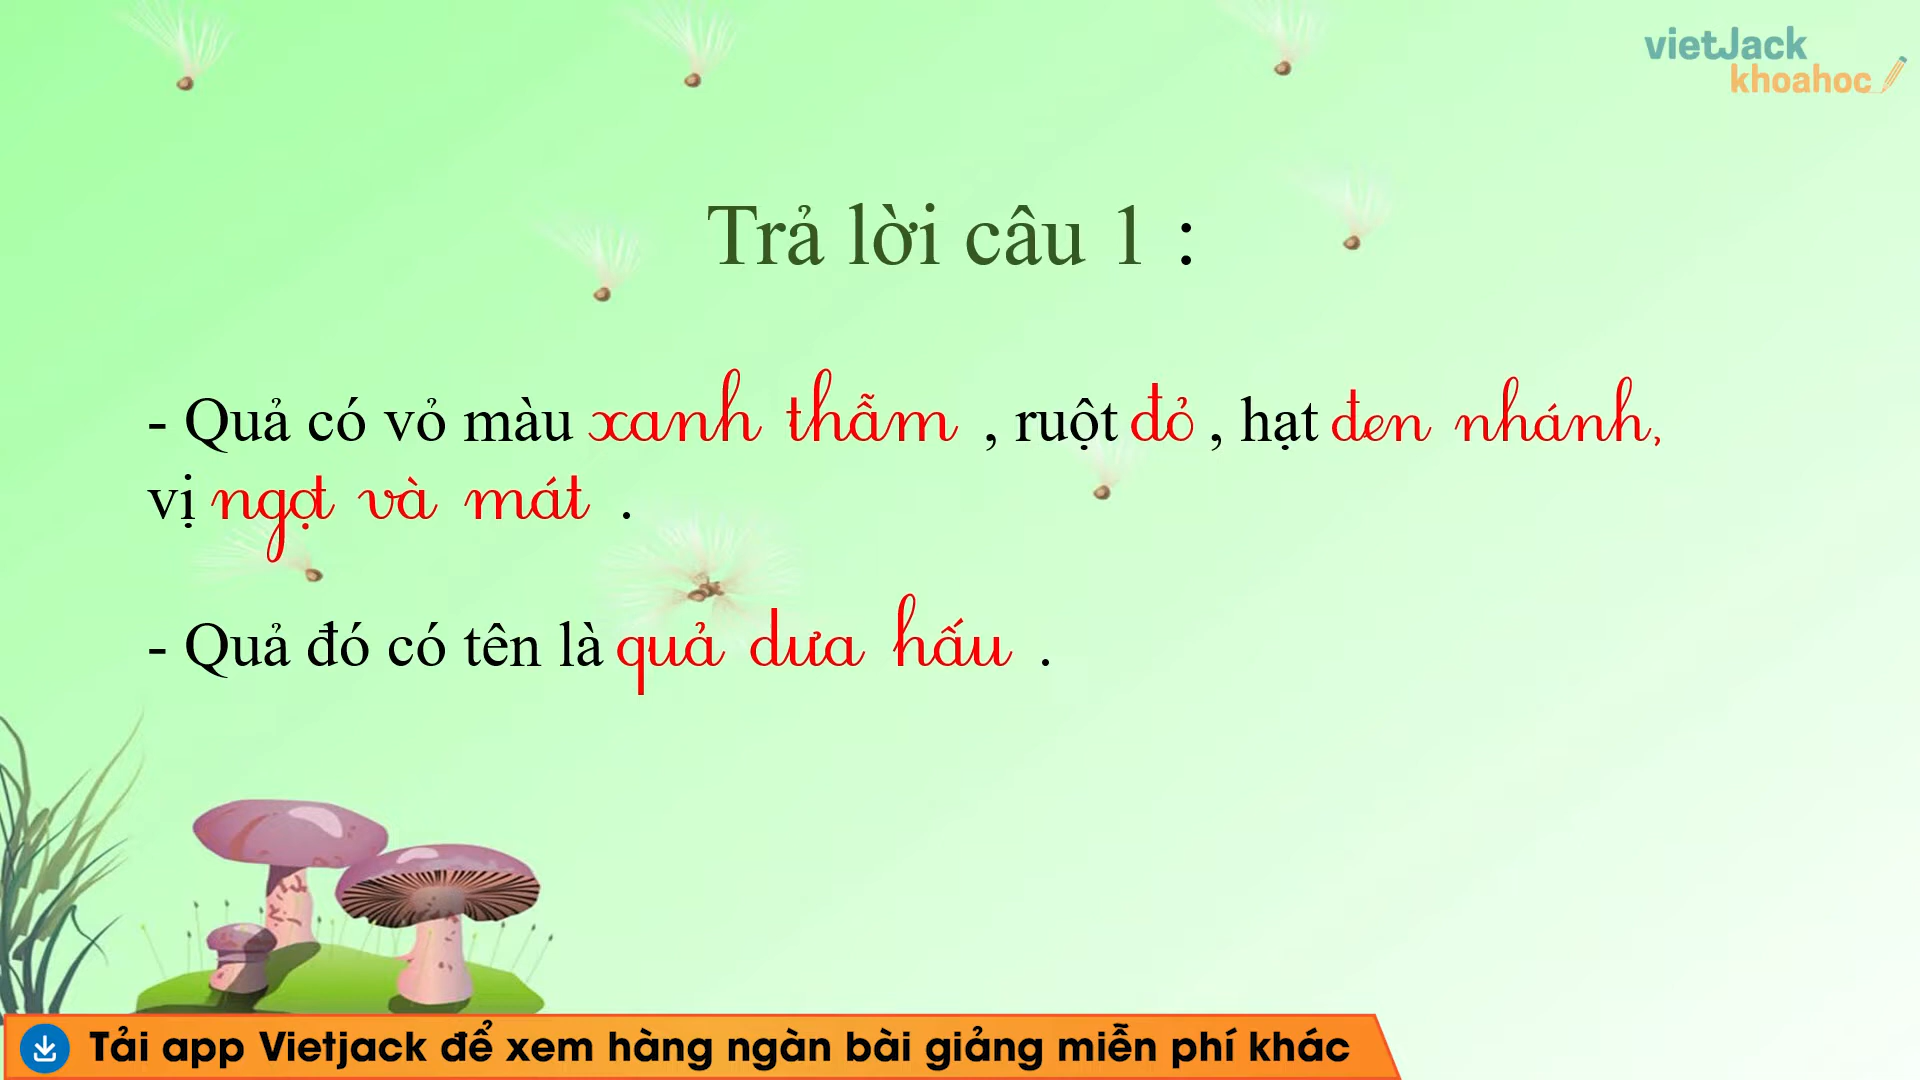 vietJack
khoahoc
Trả lời câu 1 :
- Quả có vỏ màu xanh thẫm , ruột đỏ , hạt đen nhánh,
vị ngọt và mát .
- Quả đó có tên là quả dưa hấu .
Tải app Vietjack để xem hàng ngàn bài giảng miễn phí khác